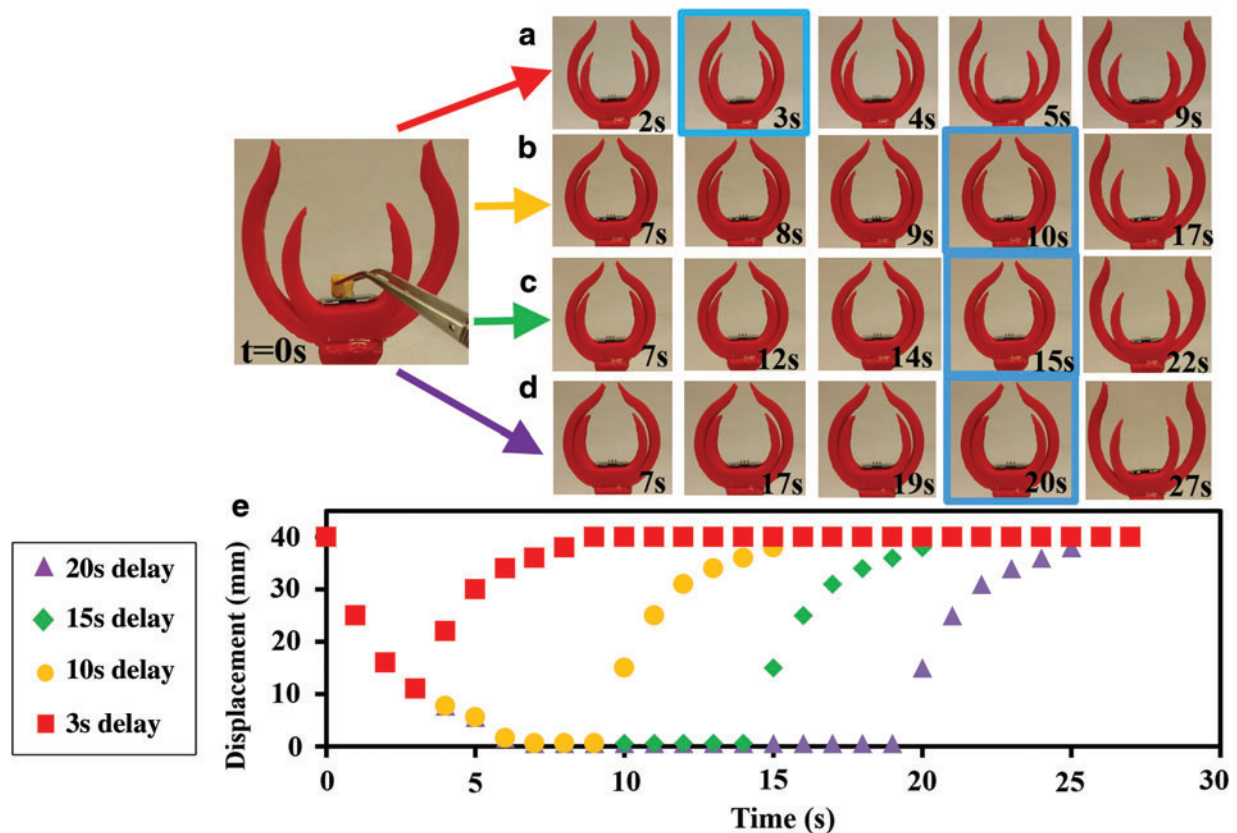 a
2s 3s 4s 5s 9s
b
7s 8s 9s 10s 17s
c
7s 12s 14s 15s 22s
t=0s
d
7s 17s 19s 20s 27s
e
20s delay
15s delay
10s delay
3s delay
Displacement (mm)
40
30
20
10
0
0 5 10 15 20 25 30
Time (s)